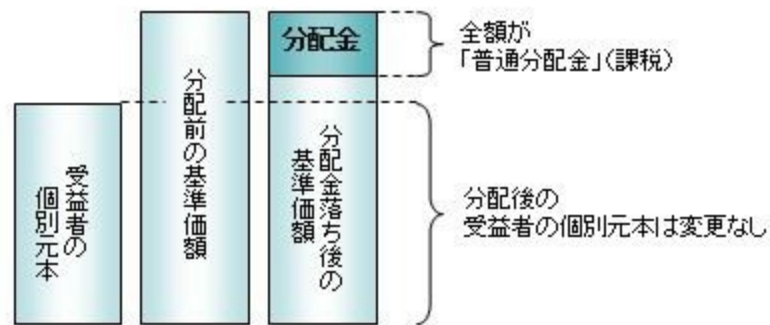 分配金
全額が
「普通分配金」(課税)
受益者の
個別元本
分配前の基準価額
分配金落ち後の
基準価額
分配後の
受益者の個別元本は変更なし